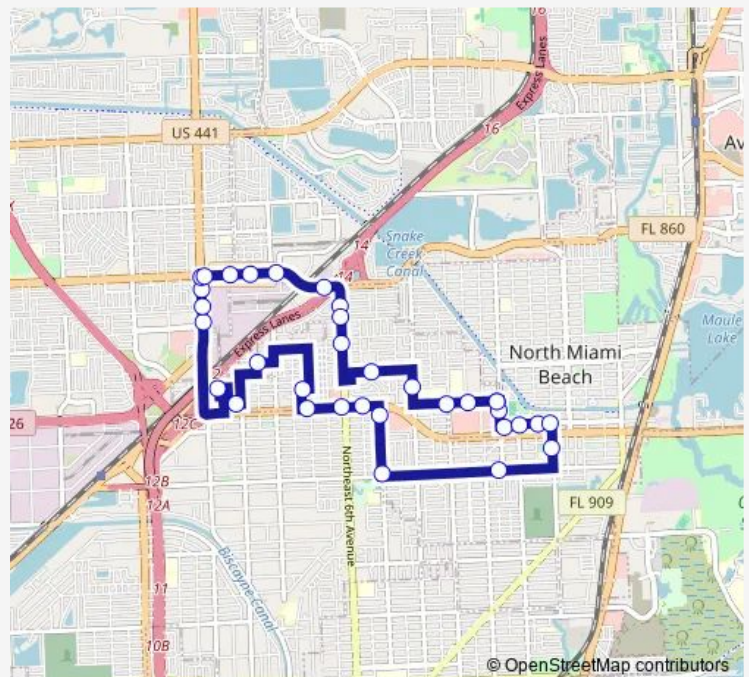 Express Lanes
16
US 441
Av
FL 860
Snake
Creek
Canal
14
14
Express Lanes
Maule
Lake
North Miami
Beach
2
26
12C
12B
12A
Northeast 6th Avenue
FL 909
Biscayne Canal
11
10B
© OpenStreetMap contributors